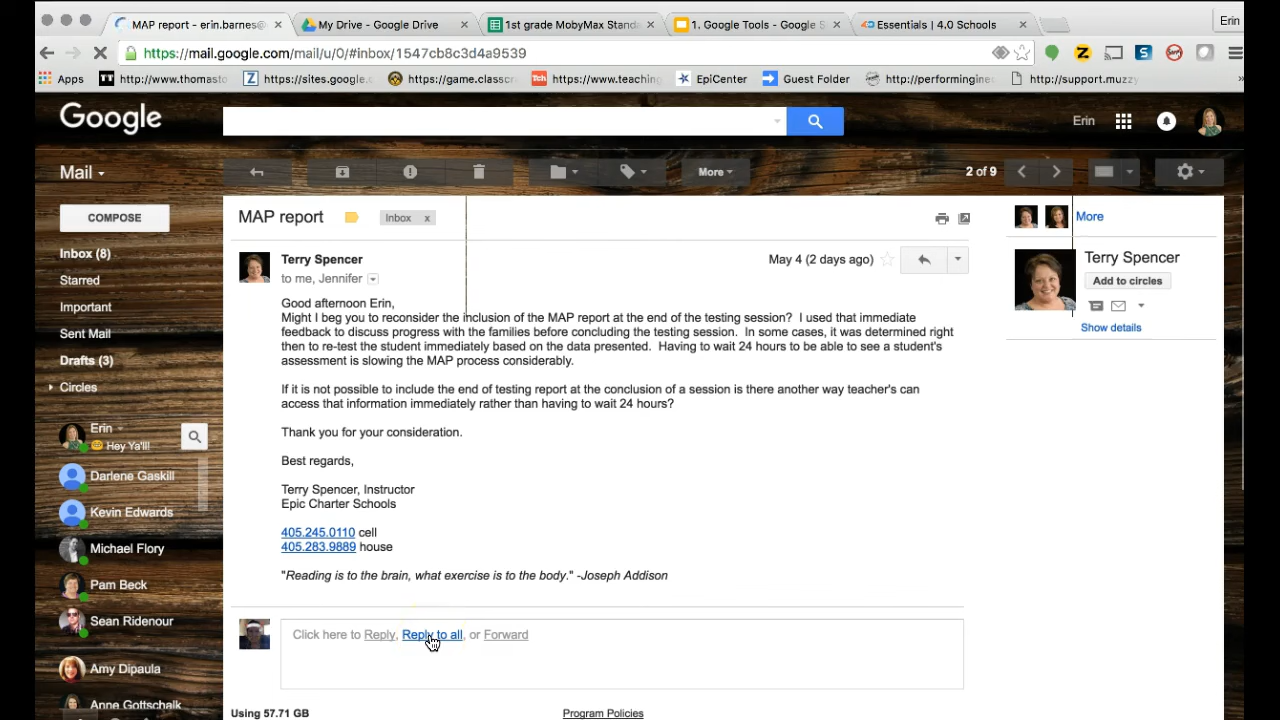 MAP report - erin.barnes@
My Drive - Google Drive
1st grade MobyMax Standa
1. Google Tools - Google S
Essentials | 4.0 Schools
Erin
https://mail.google.com/mail/u/0/#inbox/1547cb8c3d4a9539
Apps
http://www.thomasto
https://sites.google.c
https://game.classcr
https://www.teaching
EpiCenter
Guest Folder
http://performingine
http://support.muzzy
Google
Erin
Mail
More
2 of 9
COMPOSE
MAP report
Inbox x
More
Inbox (8)
Starred
Important
Sent Mail
Drafts (3)
Circles
Terry Spencer
May 4 (2 days ago)
to me, Jennifer
Terry Spencer
Add to circles
Show details
Good afternoon Erin,
Might I beg you to reconsider the inclusion of the MAP report at the end of the testing session? I used that immediate
feedback to discuss progress with the families before concluding the testing session. In some cases, it was determined right
then to re-test the student immediately based on the data presented. Having to wait 24 hours to be able to see a student's
assessment is slowing the MAP process considerably.
If it is not possible to include the end of testing report at the conclusion of a session is there another way teacher's can
access that information immediately rather than having to wait 24 hours?
Thank you for your consideration.
Best regards,
Terry Spencer, Instructor
Epic Charter Schools
405.245.0110 cell
405.283.9889 house
"Reading is to the brain, what exercise is to the body." -Joseph Addison
Erin
Hey Ya'll!
Darlene Gaskill
Kevin Edwards
Michael Flory
Pam Beck
Sean Ridenour
Amy Dipaula
Anne Gottschalk
Click here to Reply, Reply to all, or Forward
Using 57.71 GB
Program Policies